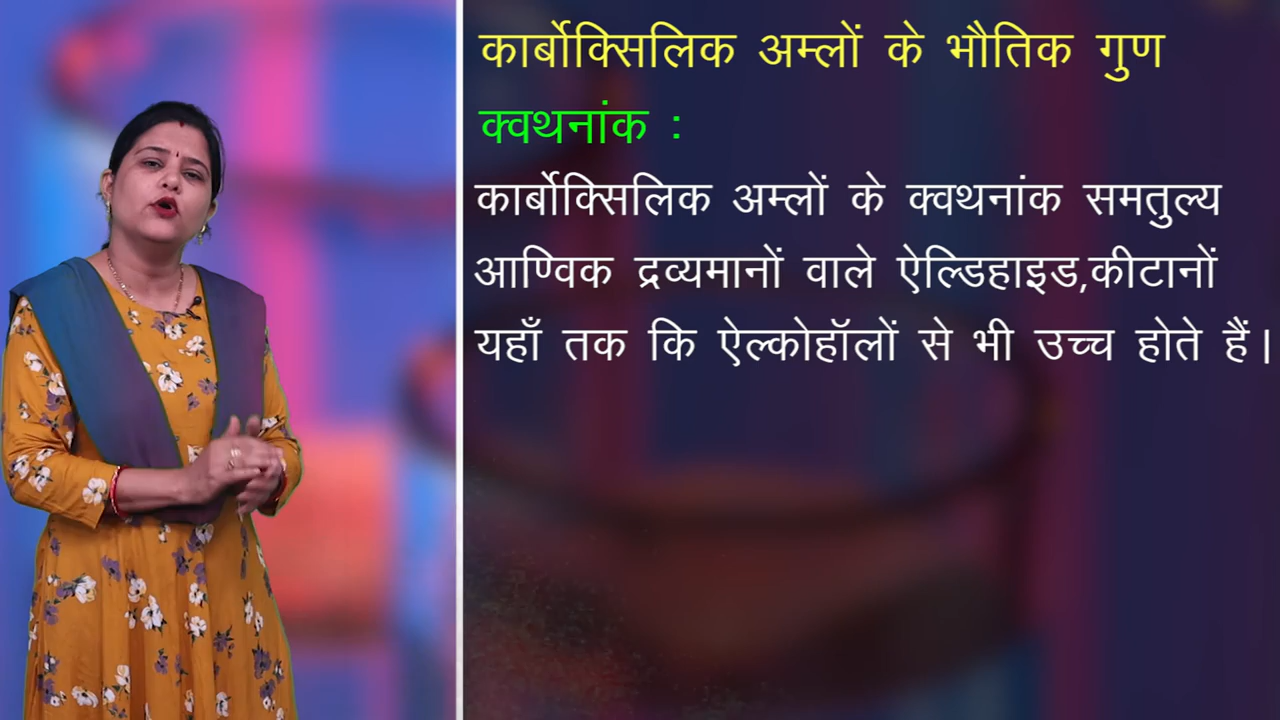 कार्बोक्सिलिक अम्लों के भौतिक गुण
क्वथनांक :
कार्बोक्सिलिक अम्लों के क्वथनांक समतुल्य
आण्विक द्रव्यमानों वाले ऐल्डिहाइड,कीटानों
यहाँ तक कि ऐल्कोहॉलों से भी उच्च होते हैं।